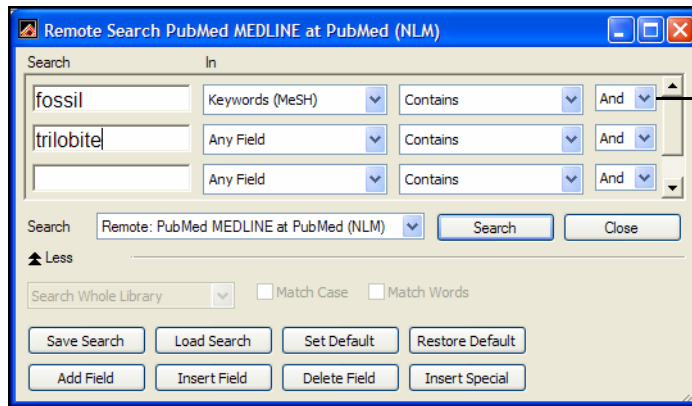 Remote Search PubMed MEDLINE at PubMed (NLM)
Search In
fossil Keywords (MeSH) Contains And
trilobite Any Field Contains And
Any Field Contains And
Search Remote: PubMed MEDLINE at PubMed (NLM) Search Close
Less
Search Whole Library Match Case Match Words
Save Search Load Search Set Default Restore Default
Add Field Insert Field Delete Field Insert Special